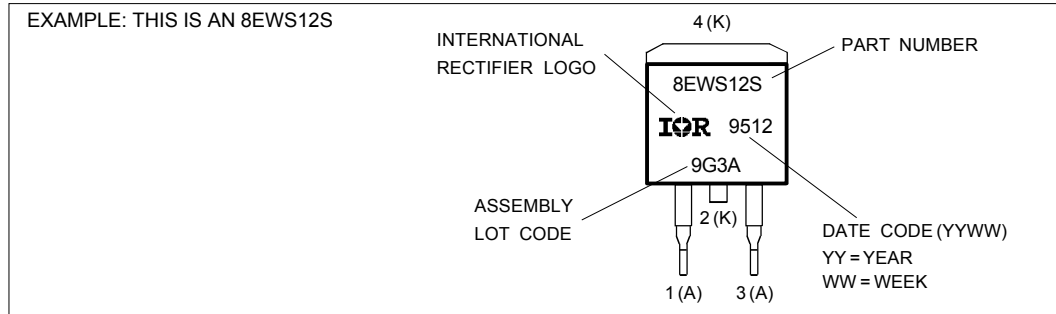 EXAMPLE: THIS IS AN 8EWS12S
4 (K)
INTERNATIONAL
RECTIFIER LOGO
PART NUMBER
8EWS12S
IOR 9512
9G3A
ASSEMBLY
LOT CODE
2 (K)
DATE CODE (YYWW)
YY = YEAR
WW = WEEK
1 (A) 3 (A)